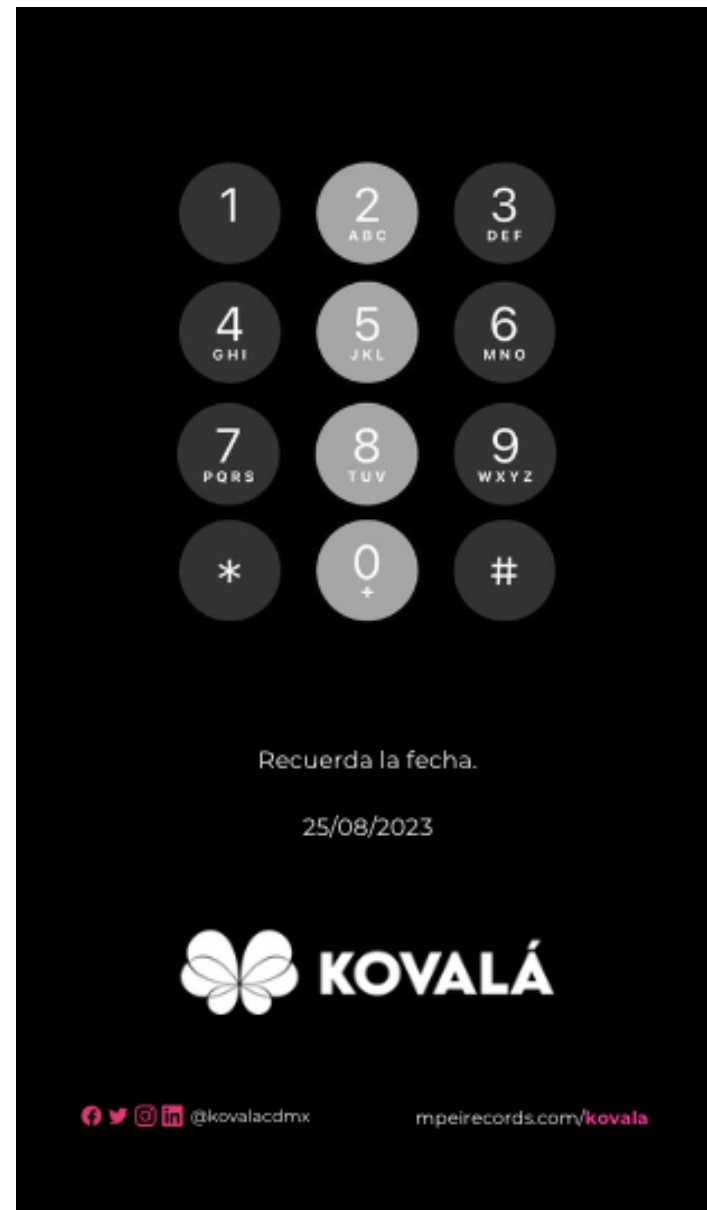 1 2 3
ABC DEF
4 5 6
GHI JKL MNO
7 8 9
PQRS TUV WXYZ
* 0 #
+
Recuerda la fecha.
25/08/2023
KOVALÁ
@kovalacdmx mpeirecords.com/kovala